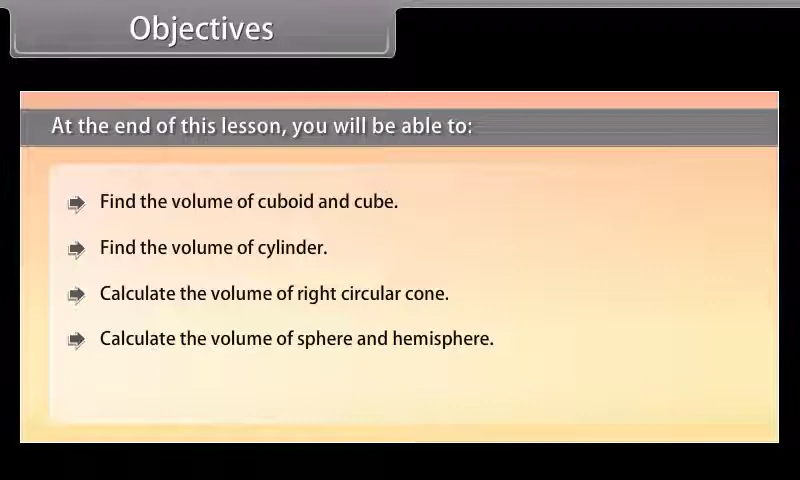 Objectives
At the end of this lesson, you will be able to:
Find the volume of cuboid and cube.
Find the volume of cylinder.
Calculate the volume of right circular cone.
Calculate the volume of sphere and hemisphere.